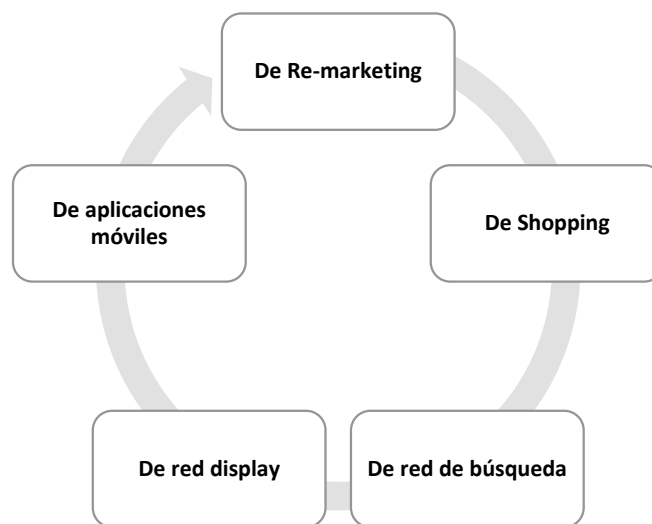 De Re-marketing
De Shopping
De red de búsqueda
De red display
De aplicaciones
móviles